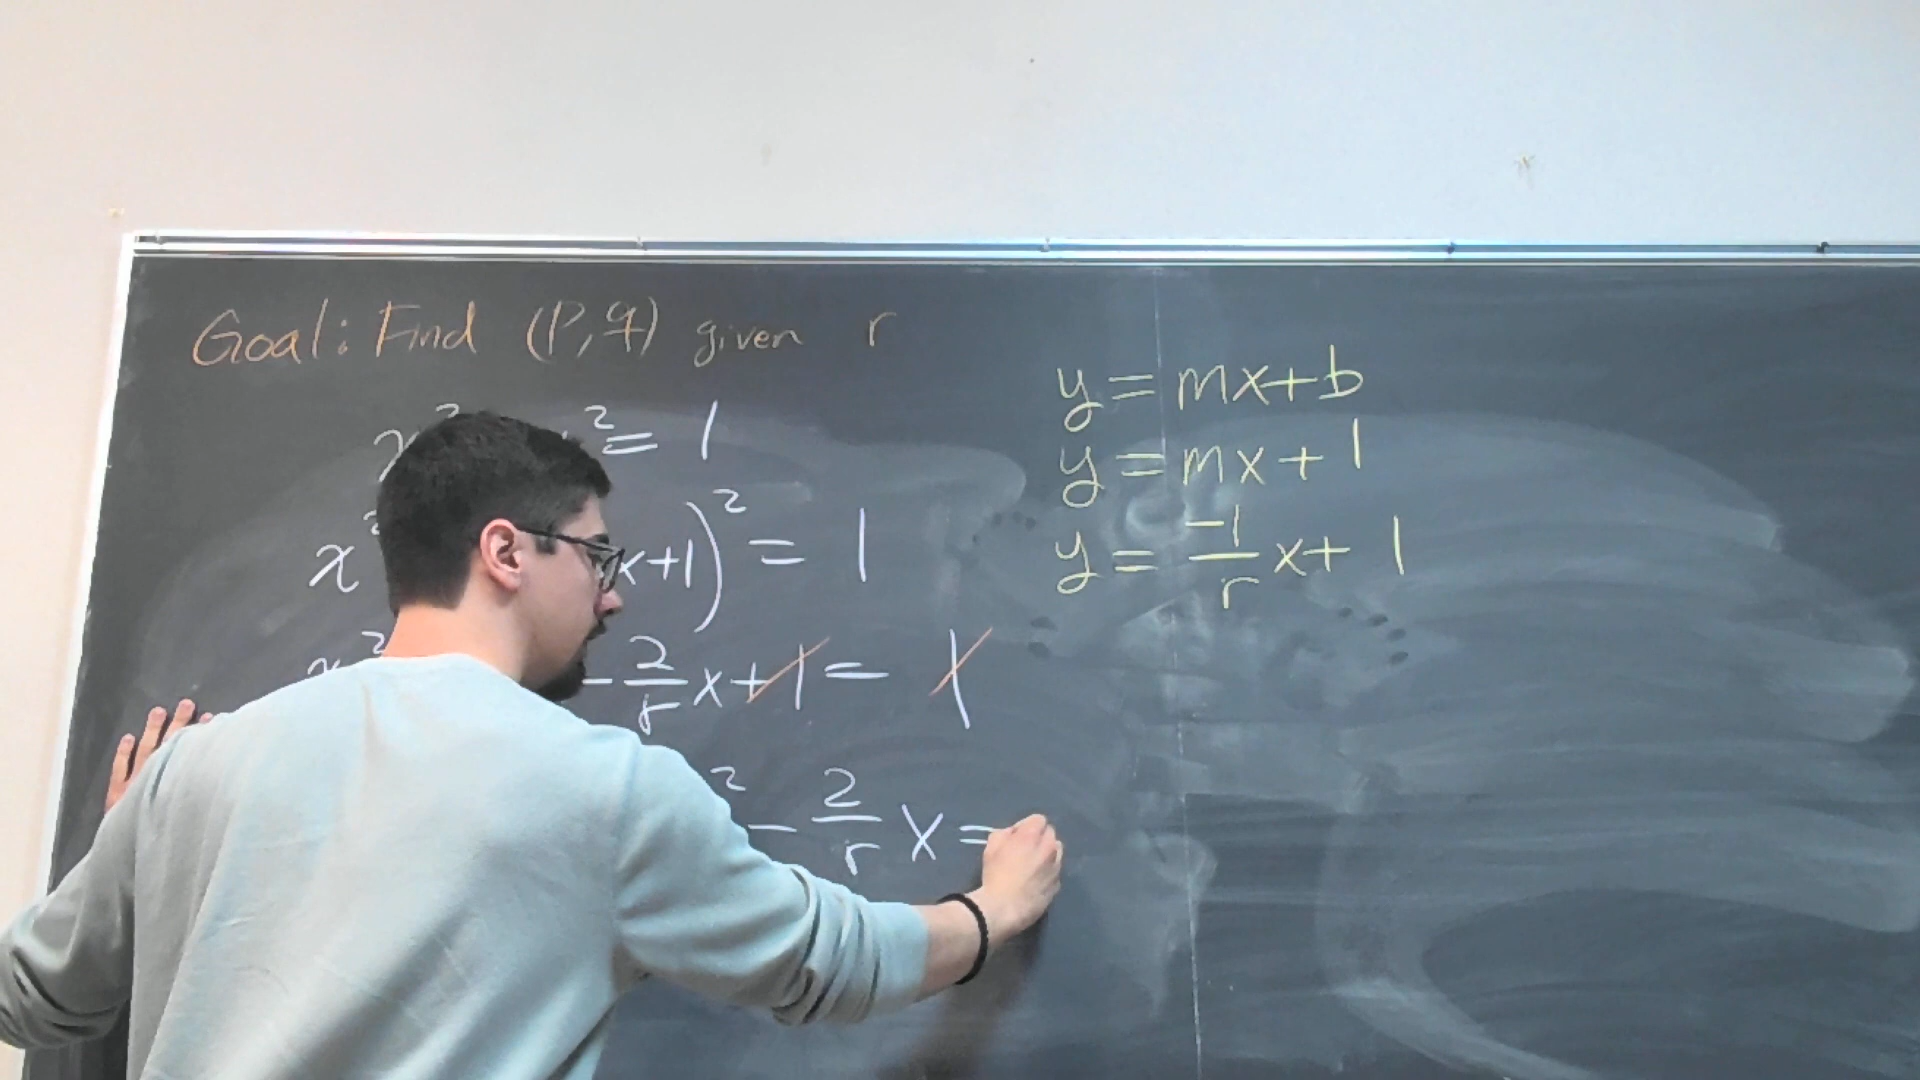 Goal: Find (P,q) given r
x² ² = 1
x² x+1)² = 1
x² - 2/r x+1 = 1
² - 2/r x =
y = mx+b
y = mx+1
y = -1/r x+1